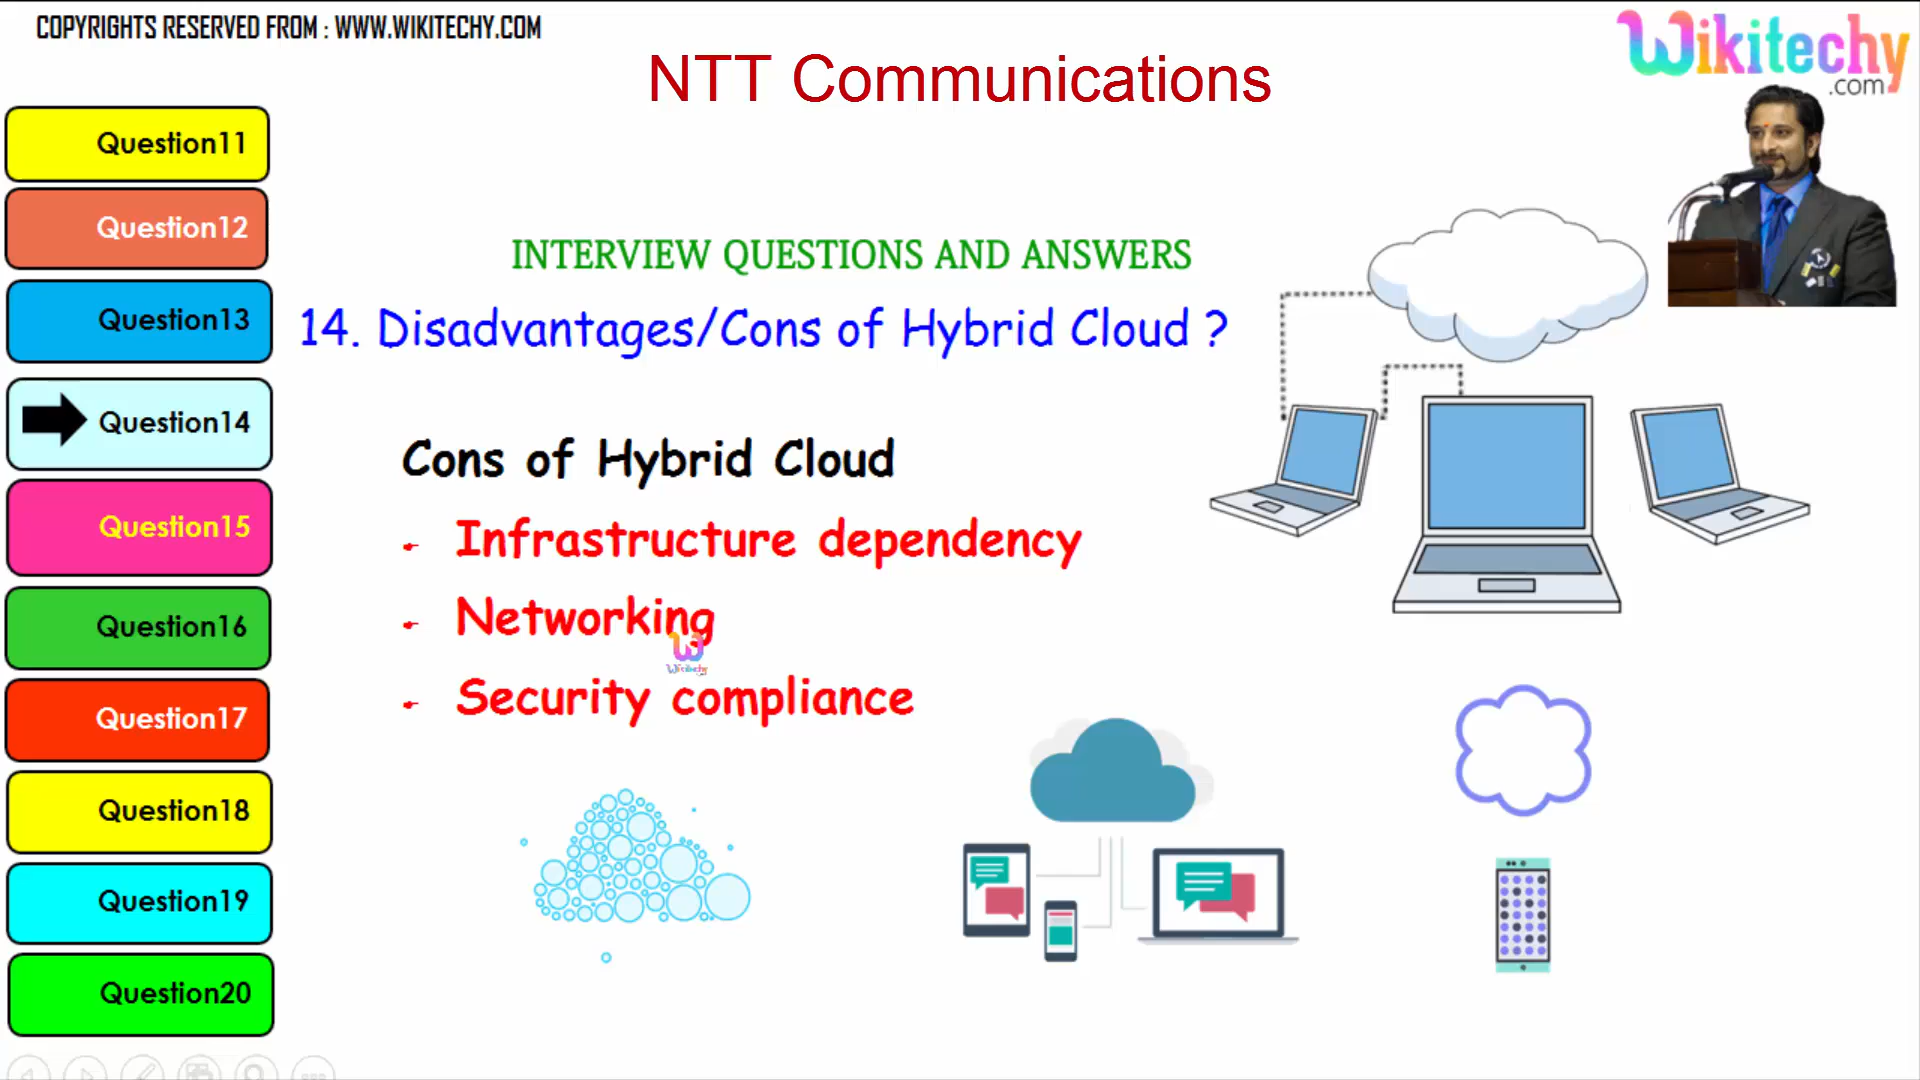 COPYRIGHTS RESERVED FROM : WWW.WIKITECHY.COM
Wikitechy
.com
NTT Communications
Question11
Question12
Question13
Question14
Question15
Question16
Question17
Question18
Question19
Question20
INTERVIEW QUESTIONS AND ANSWERS
14. Disadvantages/Cons of Hybrid Cloud ?
Cons of Hybrid Cloud
- Infrastructure dependency
- Networking
Wikitechy
- Security compliance